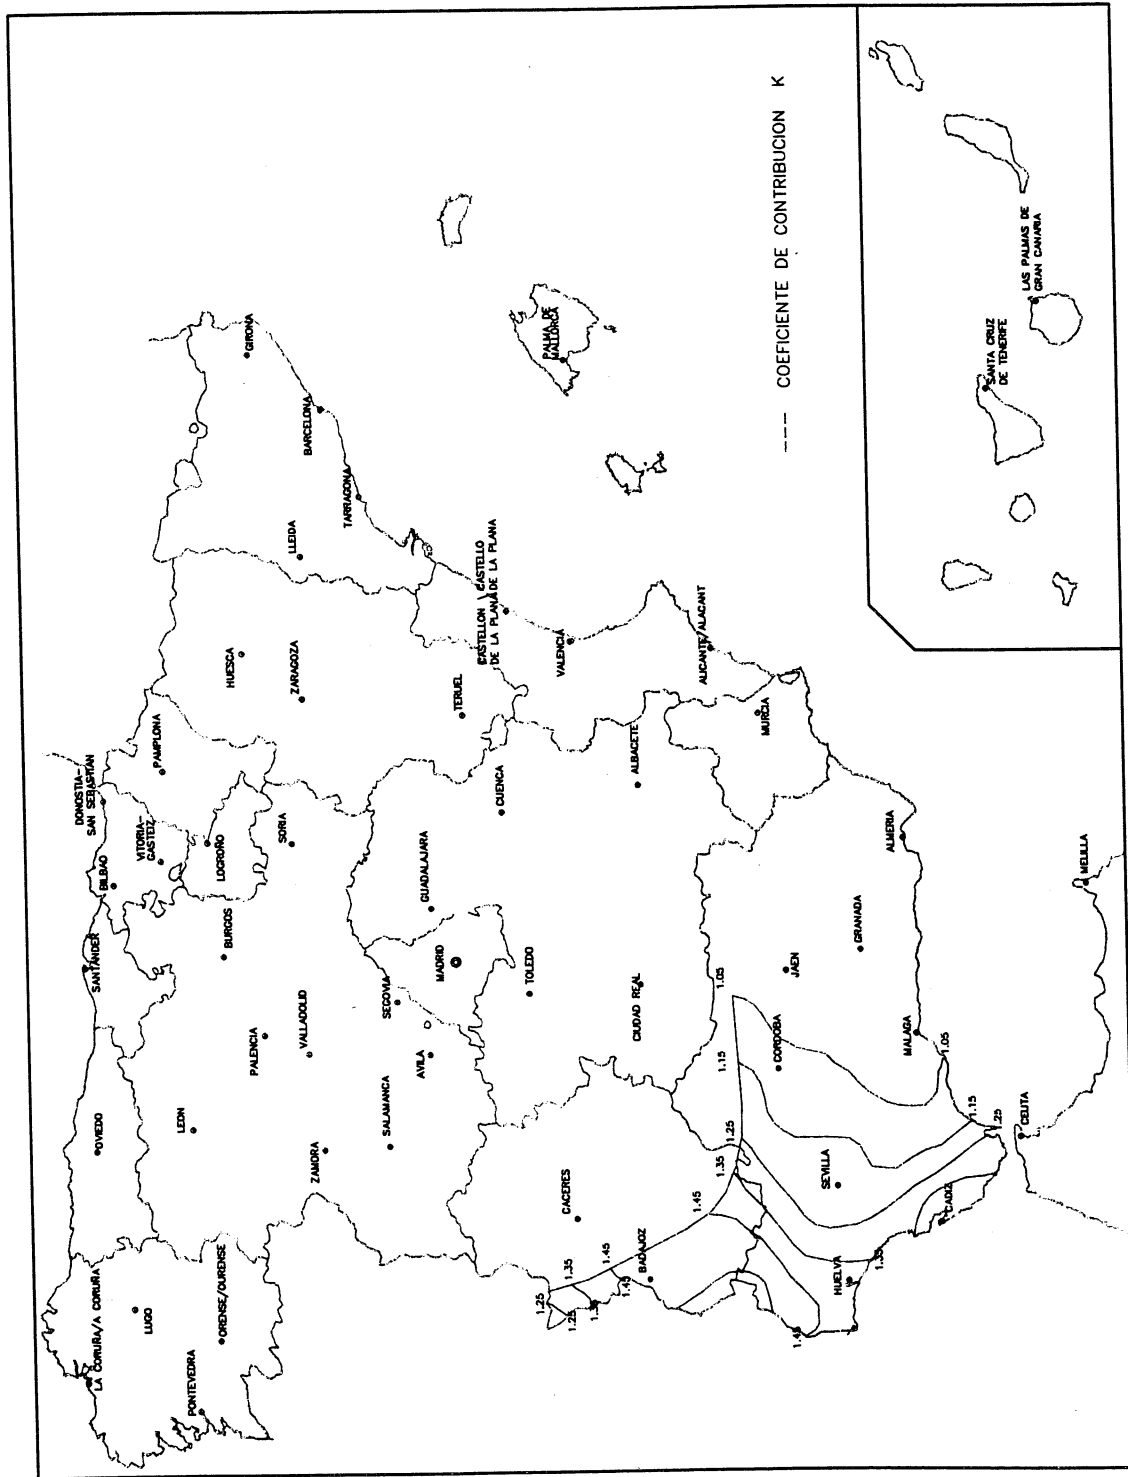 LA CORUÑA/A CORUÑA
LUGO
PONTEVEDRA
ORENSE/OURENSE
OVIEDO
LEON
SANTANDER
BILBAO
DONOSTIA-
SAN SEBASTIAN
VITORIA-
GASTEIZ
PAMPLONA
LOGROÑO
BURGOS
PALENCIA
VALLADOLID
ZAMORA
SORIA
HUESCA
ZARAGOZA
LLEIDA
GIRONA
BARCELONA
TARRAGONA
SALAMANCA
AVILA
SEGOVIA
MADRID
GUADALAJARA
TERUEL
CUENCA
CASTELLON \ CASTELLO
DE LA PLANA DE LA PLANA
VALENCIA
PALMA DE
MALLORCA
TOLEDO
CACERES
CIUDAD REAL
ALBACETE
ALICANTE/ALACANT
MURCIA
BADAJOZ
1.25
1.35
1.45
1.25
1.45
1.45
1.35
1.25
1.15
1.05
CORDOBA
JAEN
SEVILLA
HUELVA
1.45
1.35
GRANADA
ALMERIA
MALAGA
1.05
CADIZ
1.15
1.25
CEUTA
MELILLA
--- COEFICIENTE DE CONTRIBUCION K
SANTA CRUZ
DE TENERIFE
LAS PALMAS DE
GRAN CANARIA